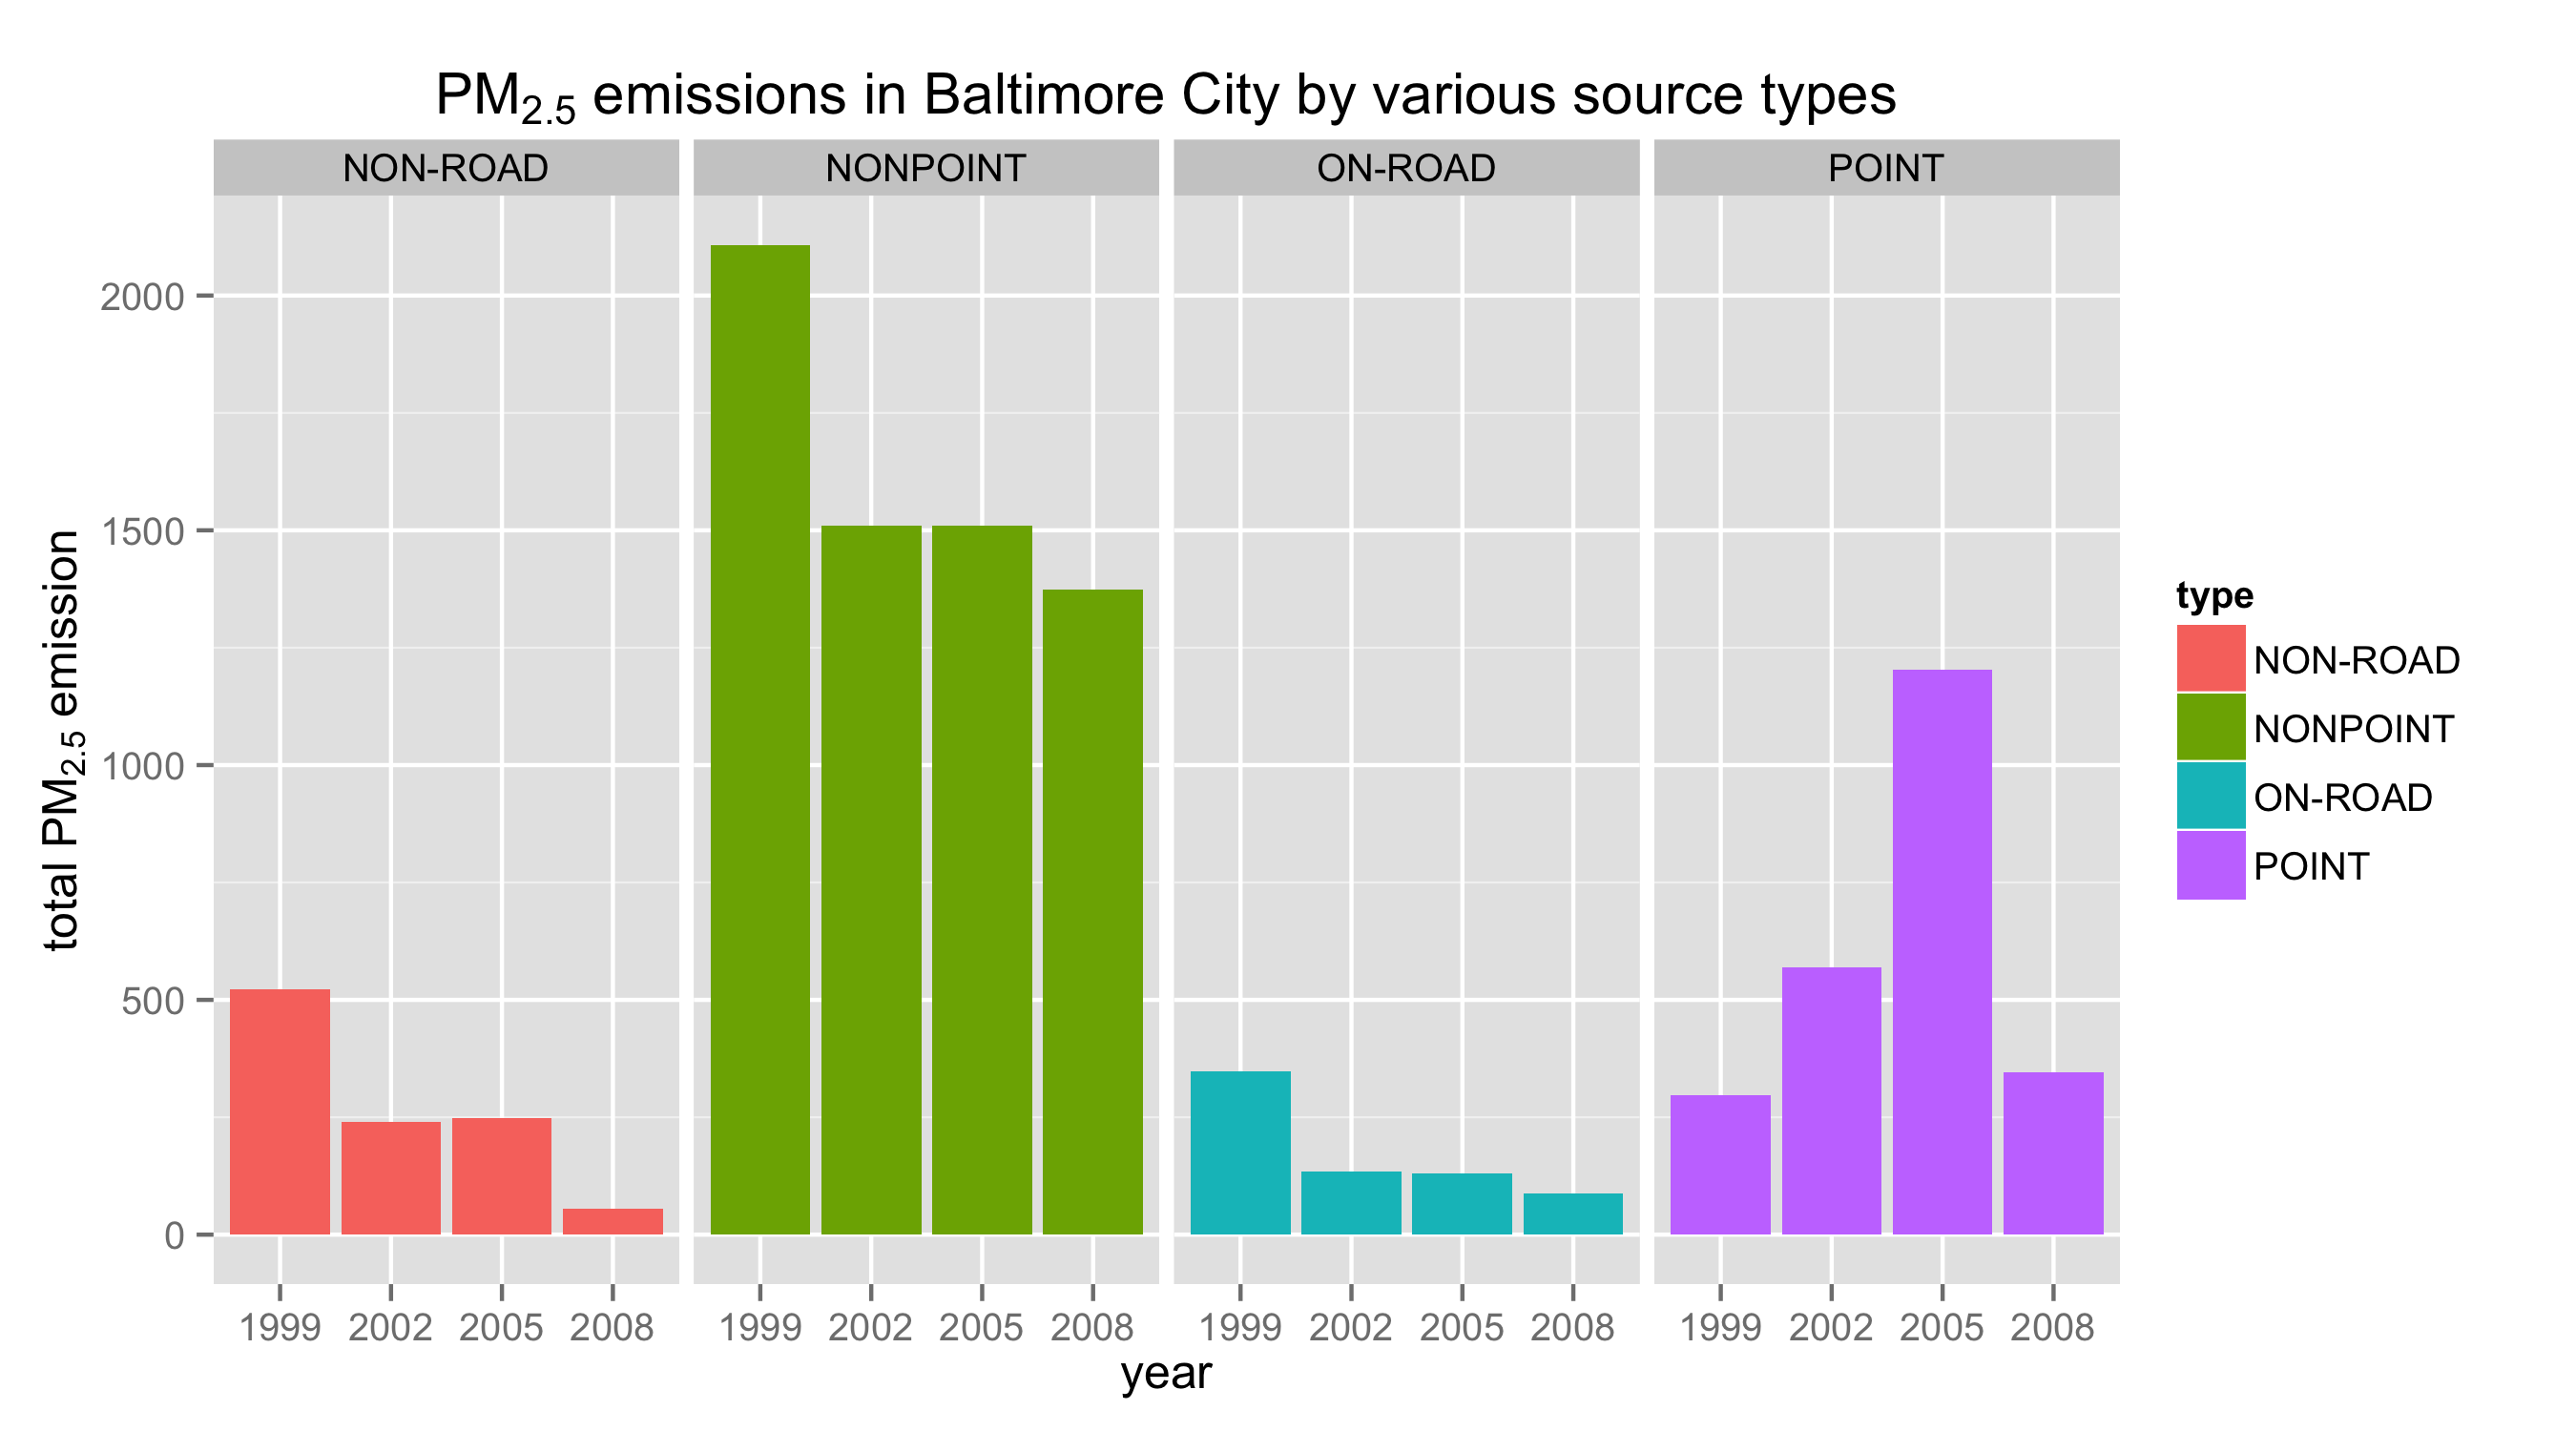 PM2.5 emissions in Baltimore City by various source types
NON-ROAD
NONPOINT
ON-ROAD
POINT
total PM2.5 emission
2000
1500
1000
500
0
1999 2002 2005 2008
1999 2002 2005 2008
1999 2002 2005 2008
1999 2002 2005 2008
year
type
NON-ROAD
NONPOINT
ON-ROAD
POINT